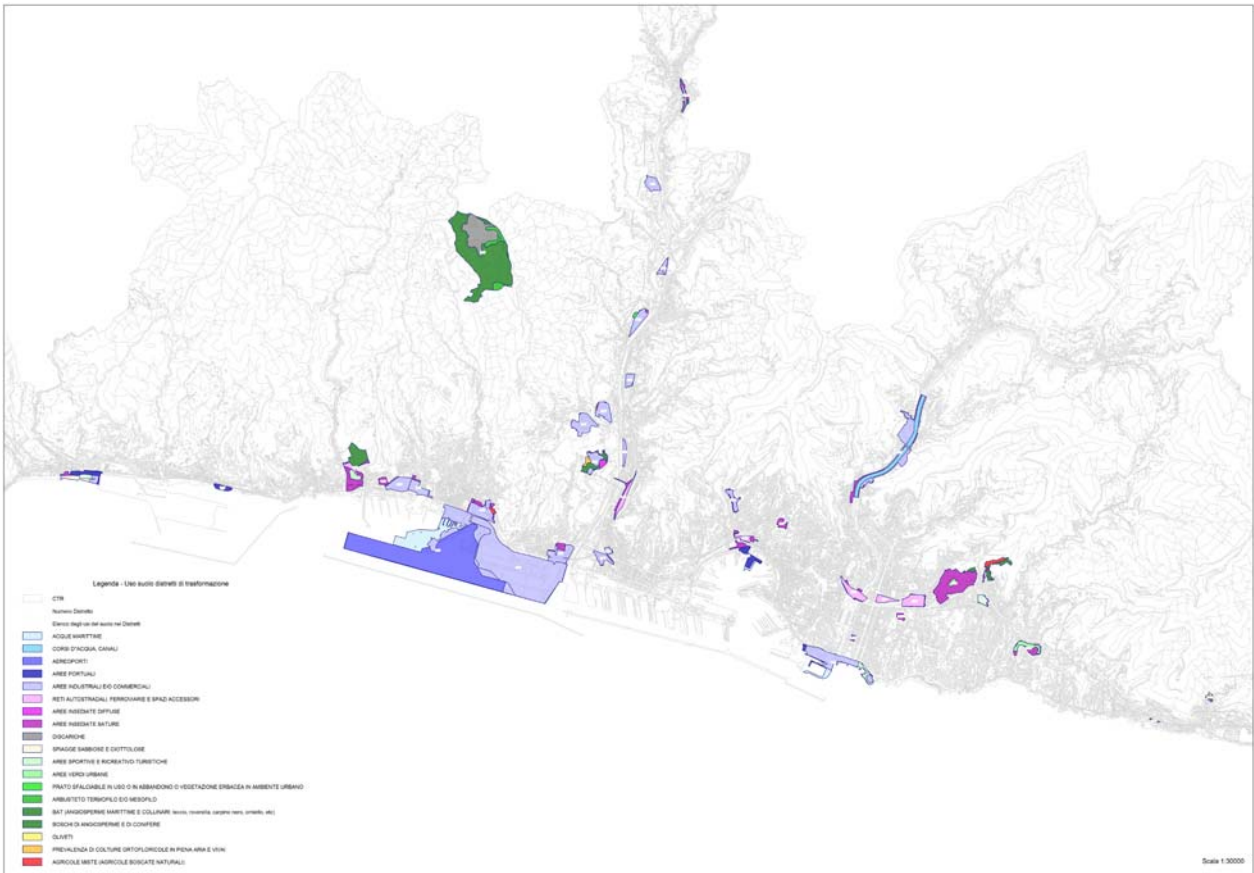 Legenda - Uso suolo distretti di trasformazione
CTR
Numero Distretto
Elenco degli usi del suolo nei Distretti
ACQUE MARITTIME
CORSI D'ACQUA, CANALI
AEREOPORTI
AREE PORTUALI
AREE INDUSTRIALI E/O COMMERCIALI
RETI AUTOSTRADALI, FERROVIARIE E SPAZI ACCESSORI
AREE INSEDIATE DIFFUSE
AREE INSEDIATE SATURE
DISCARICHE
SPIAGGE SABBIOSE E CIOTTOLOSE
AREE SPORTIVE E RICREATIVO-TURISTICHE
AREE VERDI URBANE
PRATO SFALCIABILE IN USO O IN ABBANDONO O VEGETAZIONE ERBACEA IN AMBIENTE URBANO
ARBUSTETO TERMOFILO E/O MESOFILO
BAT (ANGIOSPERME MARITTIME E COLLINARI: leccio, roverella, carpino nero, orniello, etc)
BOSCHI DI ANGIOSPERME E DI CONIFERE
OLIVETI
PREVALENZA DI COLTURE ORTOFLORICOLE IN PIENA ARIA E VIVAI
AGRICOLE MISTE (AGRICOLE BOSCATE NATURALI)
Scala 1:30000